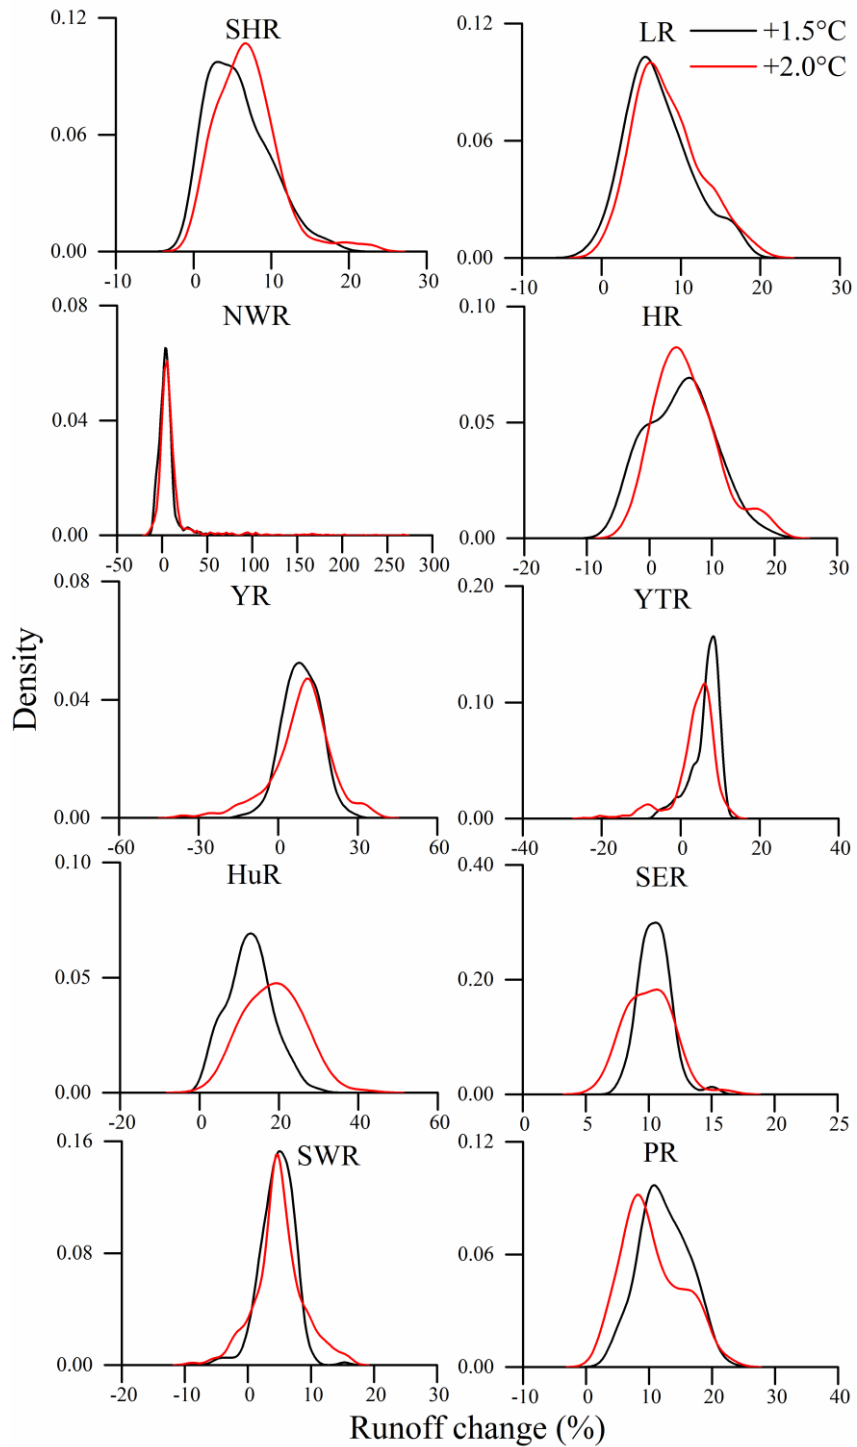 SHR
0.12
0.06
0.00
-10 0 10 20 30
LR
+1.5°C
+2.0°C
0.12
0.06
0.00
-10 0 10 20 30
NWR
0.08
0.04
0.00
-50 0 50 100 150 200 250 300
HR
0.10
0.05
0.00
-20 -10 0 10 20 30
YR
0.08
0.04
0.00
-60 -30 0 30 60
YTR
0.20
0.10
0.00
-40 -20 0 20 40
HuR
0.10
0.05
0.00
-20 0 20 40 60
SER
0.40
0.20
0.00
0 5 10 15 20 25
SWR
0.16
0.08
0.00
-20 -10 0 10 20 30
PR
0.12
0.06
0.00
-10 0 10 20 30 40
Density
Runoff change (%)